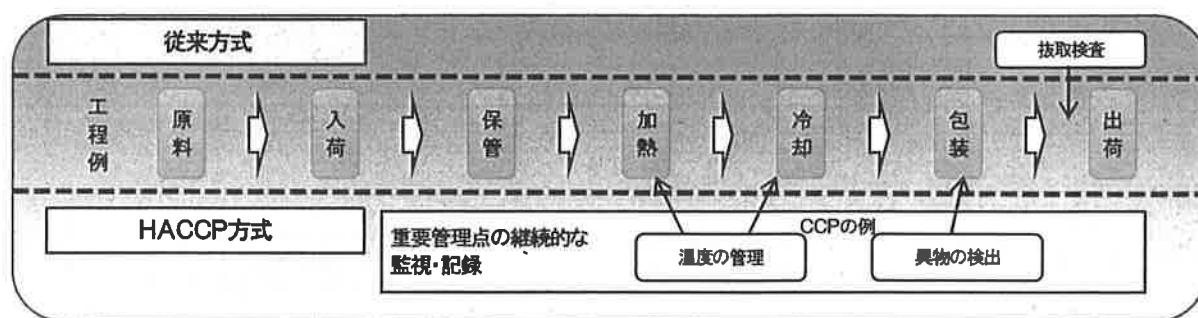 従来方式
抜取検査
工程例
原料
入荷
保管
加熱
冷却
包装
出荷
HACCP方式
重要管理点の継続的な
監視・記録
CCPの例
温度の管理
異物の検出